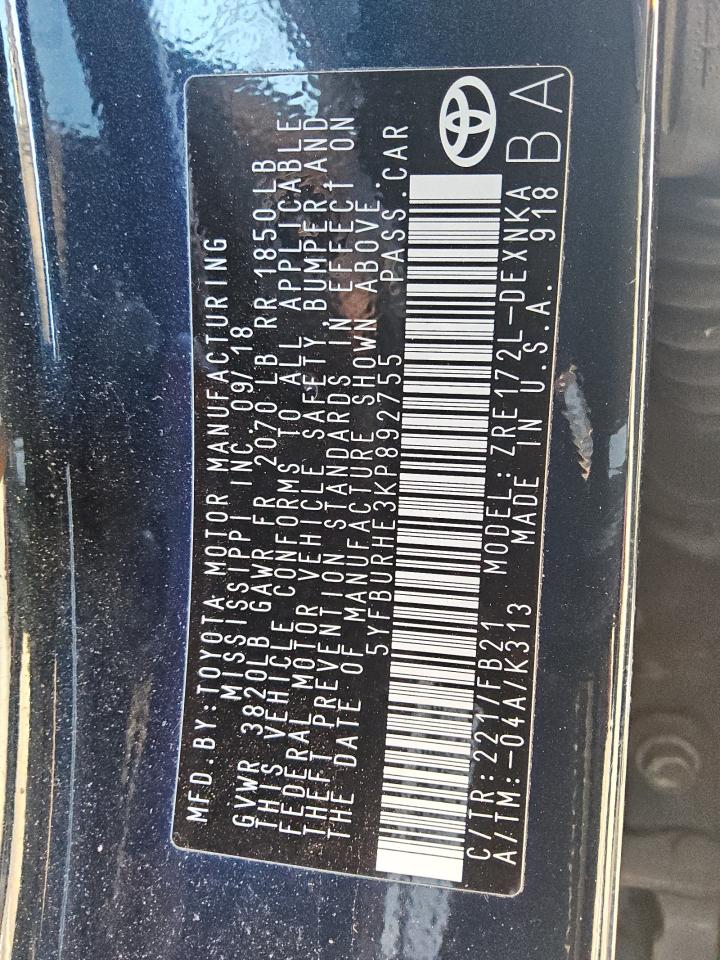 MFD.BY:TOYOTA MOTOR MANUFACTURING
MISSISSIPPI INC. 09/18
GVWR 3820LB GAWR FR 2070 LB RR 1850 LB
THIS VEHICLE CONFORMS TO ALL APPLICABLE
FEDERAL MOTOR VEHICLE SAFETY, BUMPER, AND
THEFT PREVENTION STANDARDS IN EFFECT ON
THE DATE OF MANUFACTURE SHOWN ABOVE.
5YFBURHE3KP892755 PASS.CAR
C/TR:221/FB21 MODEL:ZRE172L-DEXNKA
A/TM:-04A/K313 MADE IN U.S.A. 918
BA